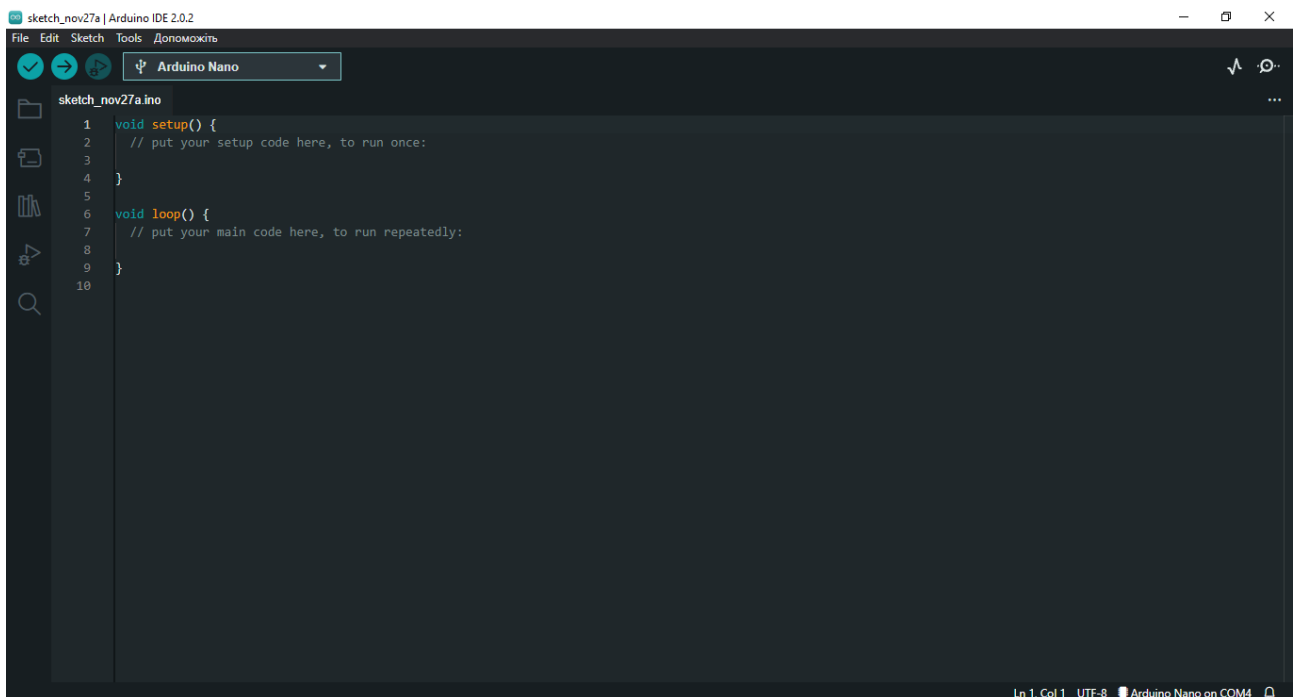 sketch_nov27a | Arduino IDE 2.0.2
File Edit Sketch Tools Допоможіть
Arduino Nano
sketch_nov27a.ino
1 void setup() {
2 // put your setup code here, to run once:
3
4 }
5
6 void loop() {
7 // put your main code here, to run repeatedly:
8
9 }
10
Ln 1, Col 1 UTF-8 Arduino Nano on COM4